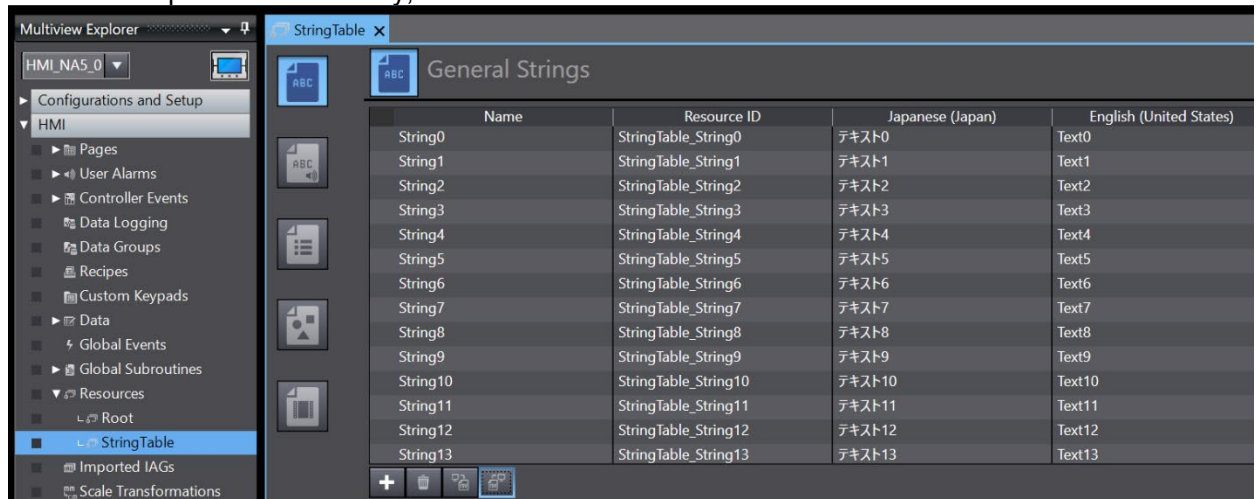 Multiview Explorer
StringTable
HMI_NA5_0
ABC
ABC
General Strings
Configurations and Setup
HMI
Pages
User Alarms
Controller Events
Data Logging
Data Groups
Recipes
Custom Keypads
Data
Global Events
Global Subroutines
Resources
Root
StringTable
Imported IAGs
Scale Transformations
ABC
Name Resource ID Japanese (Japan) English (United States)
String0 StringTable_String0 テキスト0 Text0
String1 StringTable_String1 テキスト1 Text1
String2 StringTable_String2 テキスト2 Text2
String3 StringTable_String3 テキスト3 Text3
String4 StringTable_String4 テキスト4 Text4
String5 StringTable_String5 テキスト5 Text5
String6 StringTable_String6 テキスト6 Text6
String7 StringTable_String7 テキスト7 Text7
String8 StringTable_String8 テキスト8 Text8
String9 StringTable_String9 テキスト9 Text9
String10 StringTable_String10 テキスト10 Text10
String11 StringTable_String11 テキスト11 Text11
String12 StringTable_String12 テキスト12 Text12
String13 StringTable_String13 テキスト13 Text13